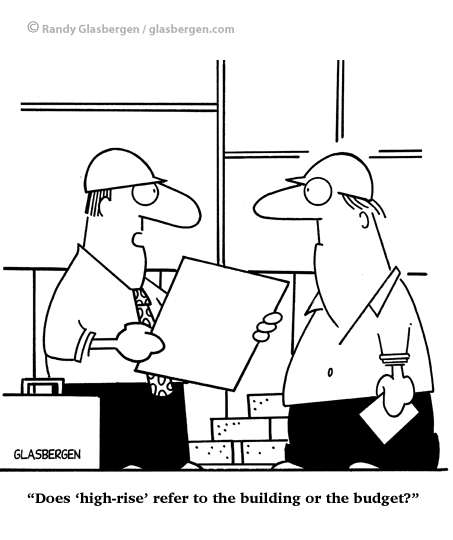 © Randy Glasbergen / glasbergen.com
GLASBERGEN
“Does ‘high-rise’ refer to the building or the budget?”